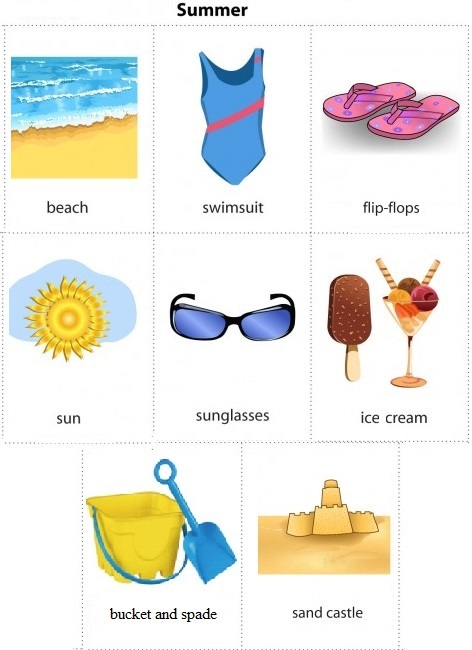 Summer
beach
swimsuit
flip-flops
sun
sunglasses
ice cream
bucket and spade
sand castle